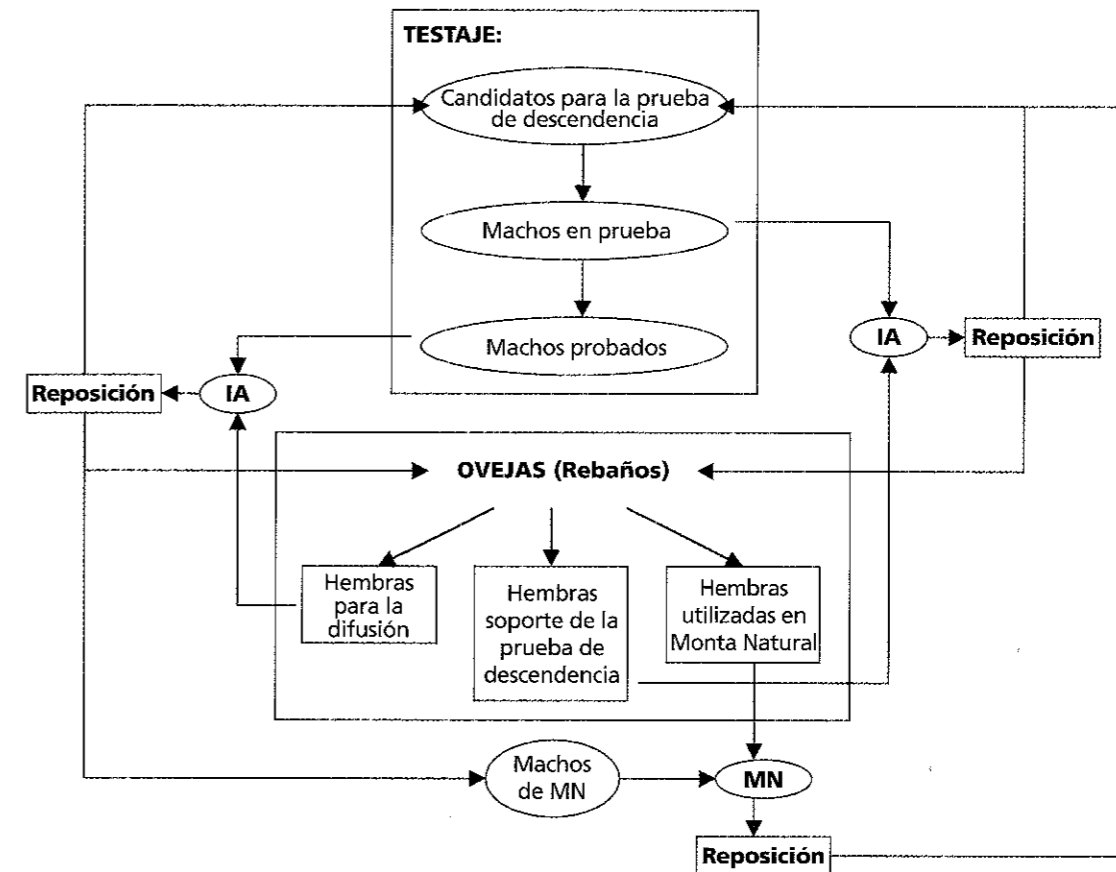 TESTAJE:
Candidatos para la prueba
de descendencia
Machos en prueba
Machos probados
IA
Reposición
Reposición
IA
OVEJAS (Rebaños)
Hembras
para la
difusión
Hembras
soporte de la
prueba de
descendencia
Hembras
utilizadas en
Monta Natural
Machos
de MN
MN
Reposición